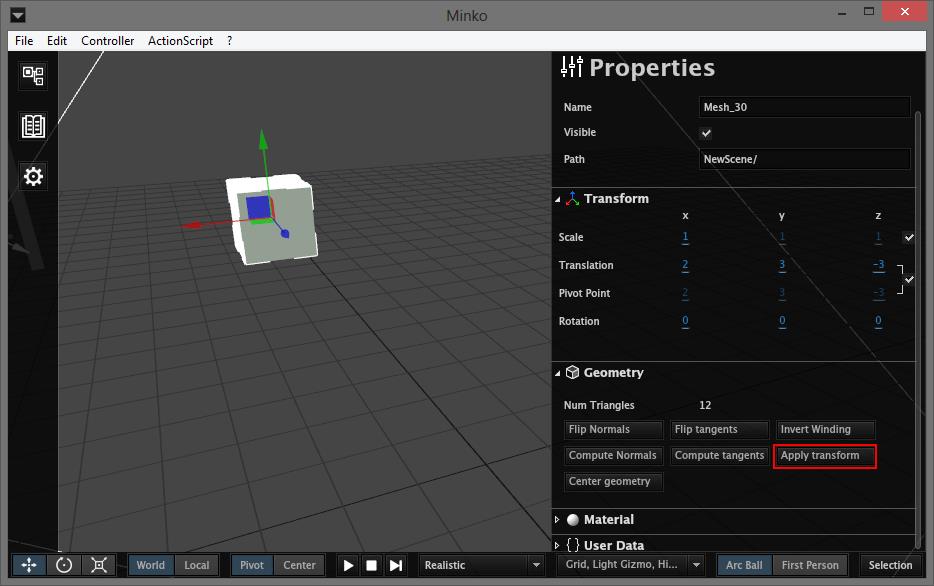 Minko
File Edit Controller ActionScript ?
Properties
Name Mesh_30
Visible
Path NewScene/
Transform
x y z
Scale 1 1 1
Translation 2 3 -3
Pivot Point 2 3 -3
Rotation 0 0 0
Geometry
Num Triangles 12
Flip Normals Flip tangents Invert Winding
Compute Normals Compute tangents Apply transform
Center geometry
Material
{} User Data
World Local Pivot Center Realistic Grid, Light Gizmo, Hi... Arc Ball First Person Selection